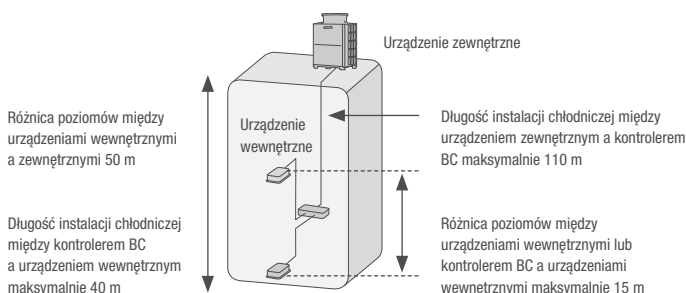 Urządzenie zewnętrzne
Różnica poziomów między
urządzeniami wewnętrznymi
a zewnętrznymi 50 m
Urządzenie
wewnętrzne
Długość instalacji chłodniczej między
urządzeniem zewnętrznym a kontrolerem
BC maksymalnie 110 m
Długość instalacji chłodniczej
między kontrolerem BC
a urządzeniem wewnętrznym
maksymalnie 40 m
Różnica poziomów między
urządzeniami wewnętrznymi lub
kontrolerem BC a urządzeniami
wewnętrznymi maksymalnie 15 m